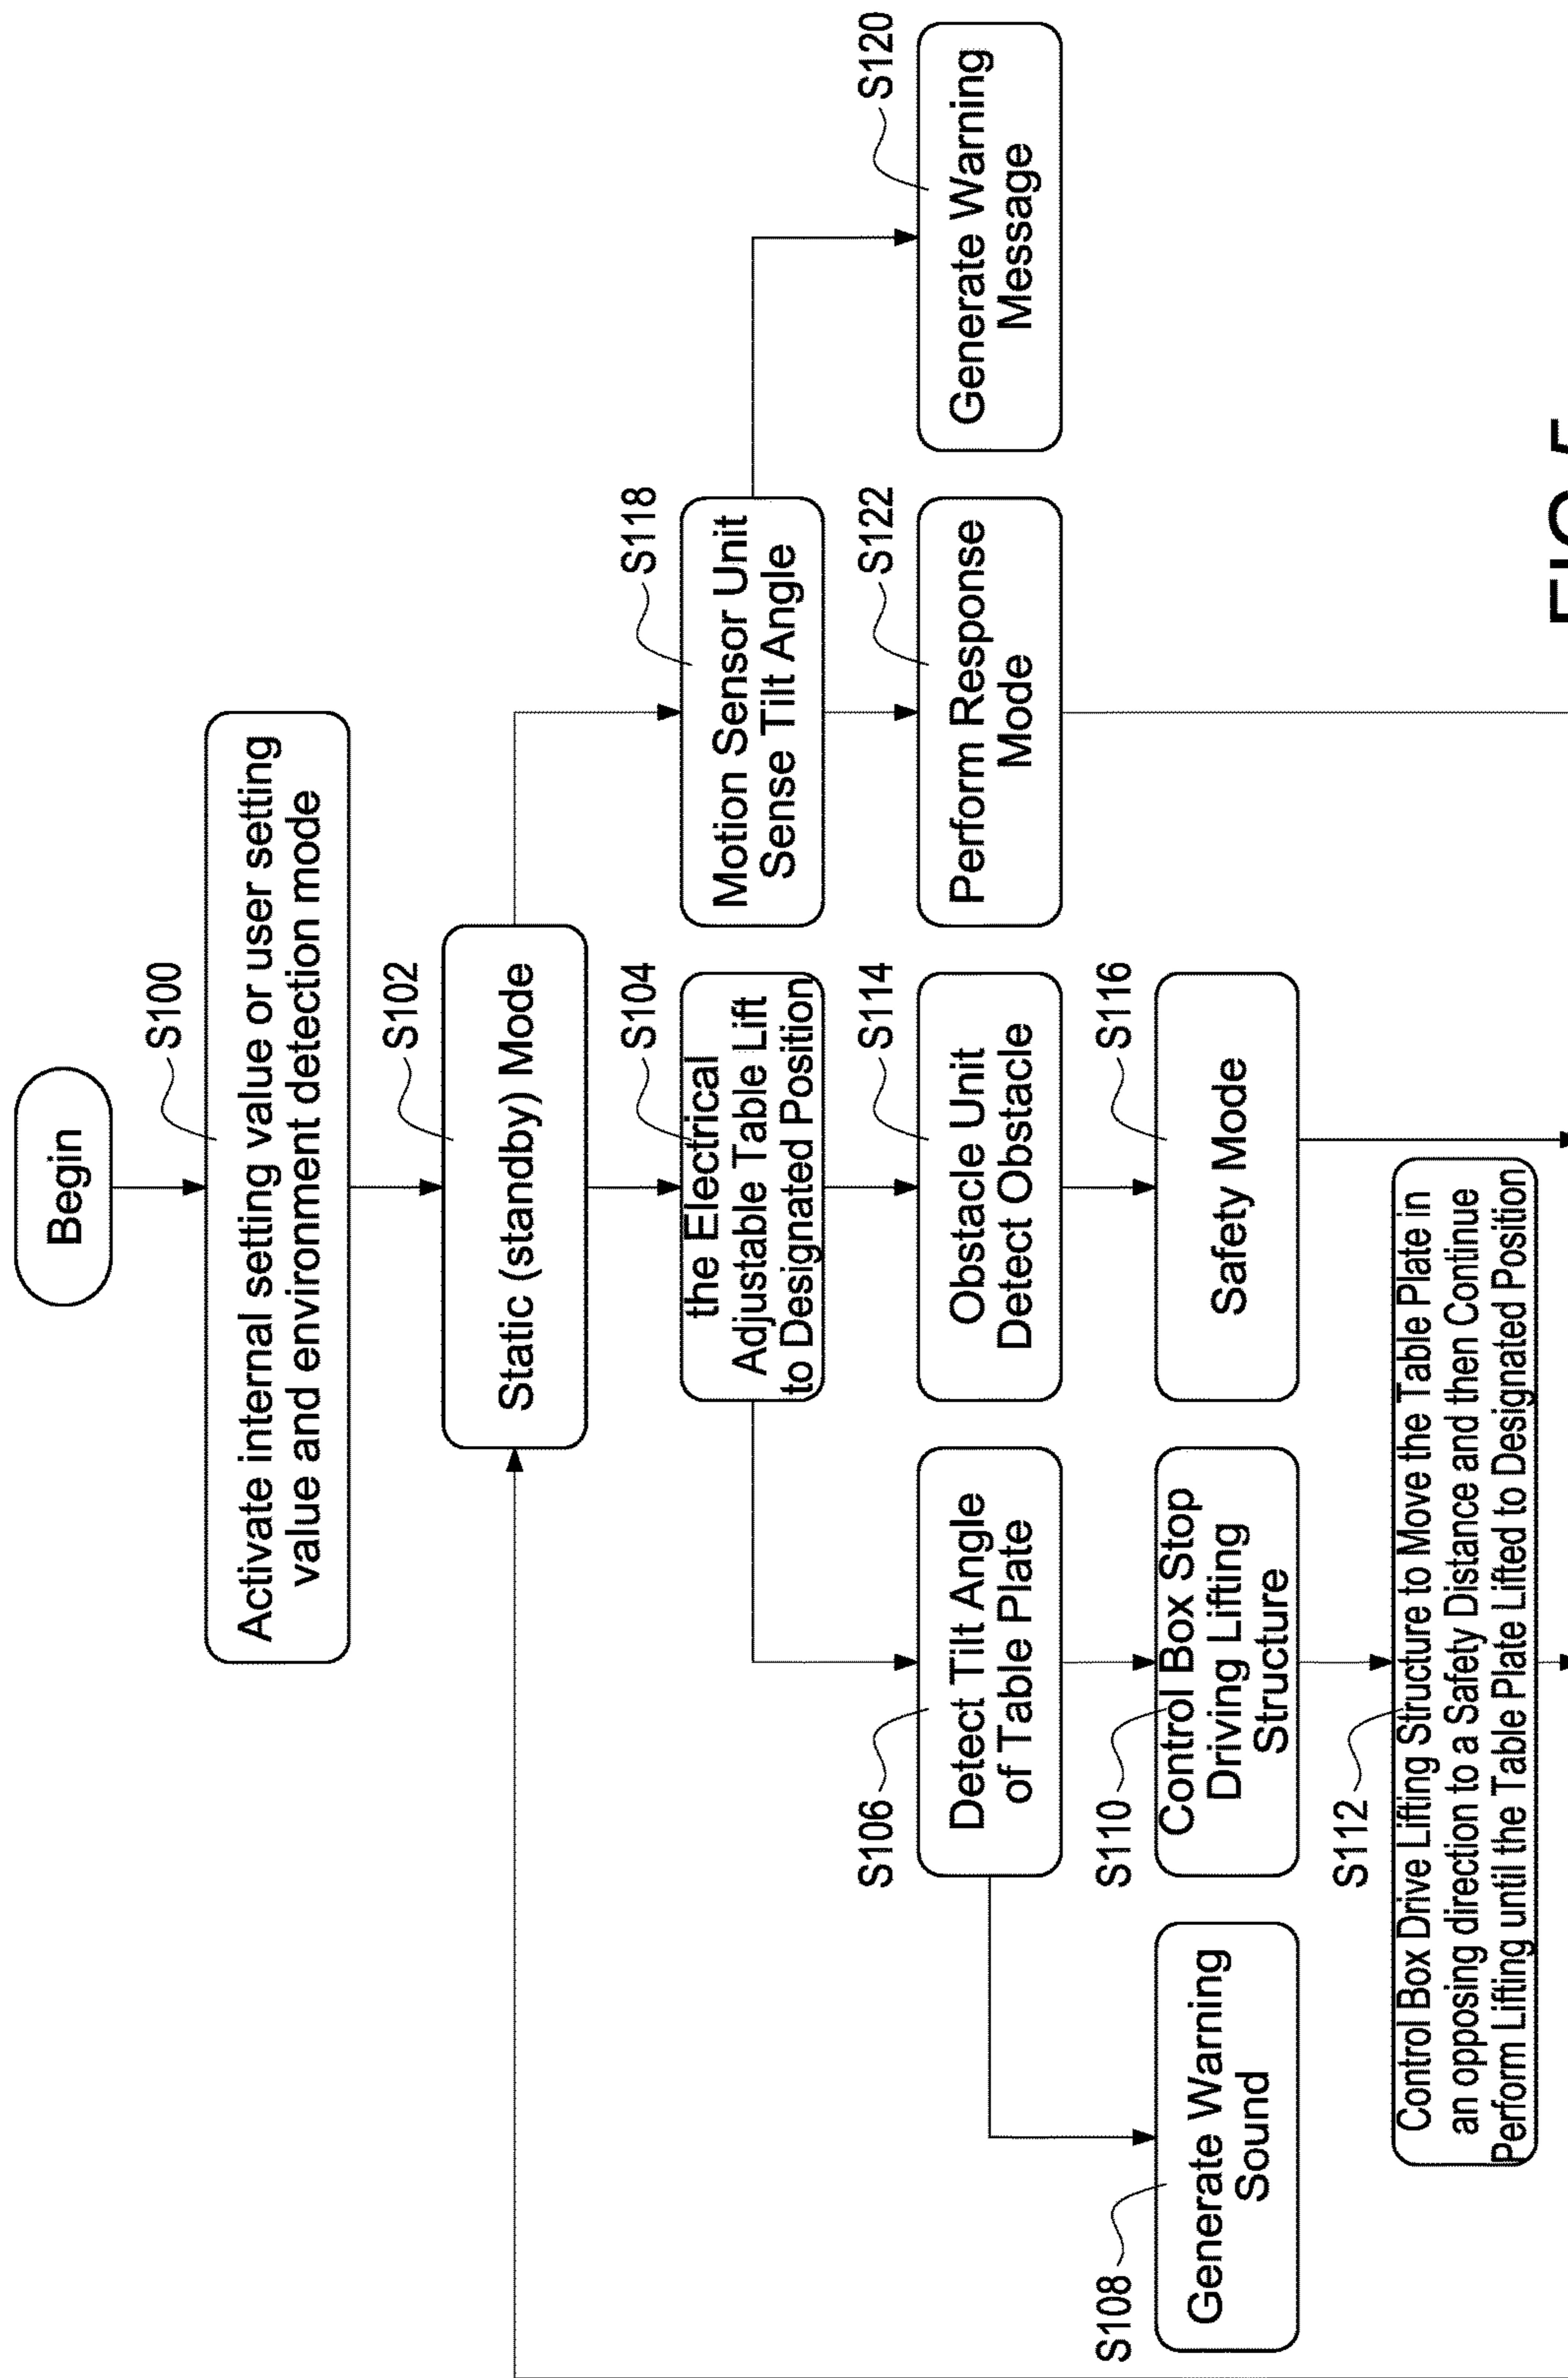 Begin
S100
Activate internal setting value or user setting
value and environment detection mode
S102
Static (standby) Mode
S104
the Electrical
Adjustable Table Lift
to Designated Position
S118
Motion Sensor Unit
Sense Tilt Angle
S106
Detect Tilt Angle
of Table Plate
S114
Obstacle Unit
Detect Obstacle
S122
Perform Response
Mode
S120
Generate Warning
Message
S108
Generate Warning
Sound
S110
Control Box Stop
Driving Lifting
Structure
S116
Safety Mode
S112
Control Box Drive Lifting Structure to Move the Table Plate in
an opposing direction to a Safety Distance and then Continue
Perform Lifting until the Table Plate Lifted to Designated Position